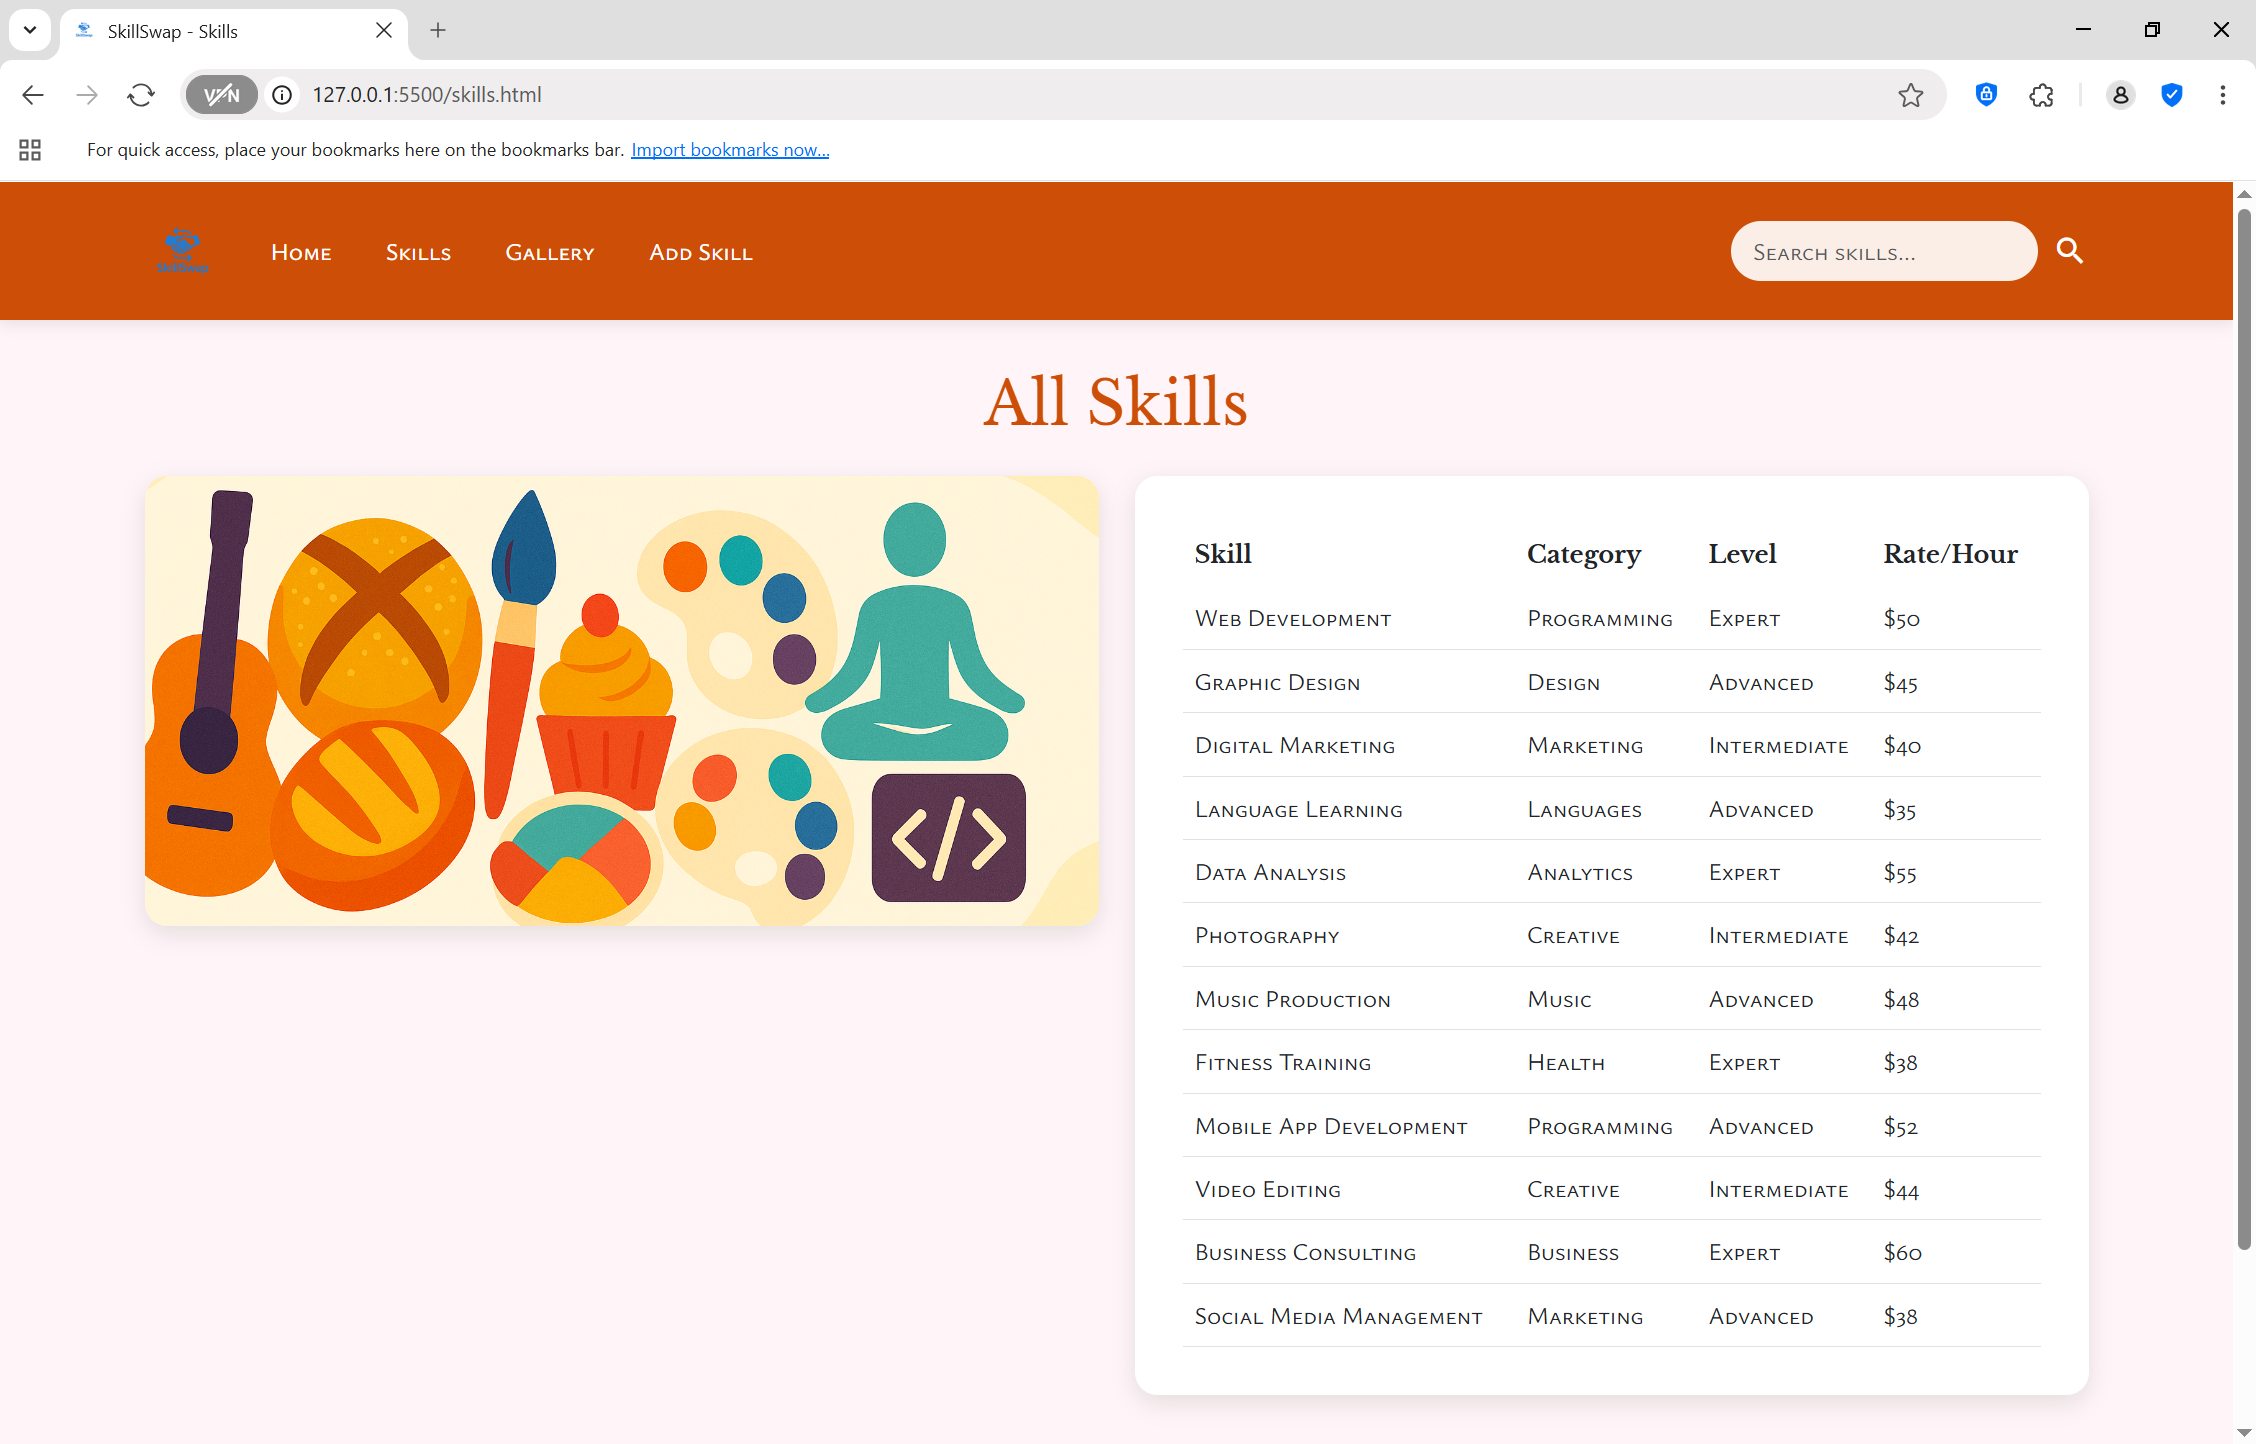 SkillSwap - Skills
VPN
127.0.0.1:5500/skills.html
For quick access, place your bookmarks here on the bookmarks bar. Import bookmarks now...
SkillSwap
Home Skills Gallery Add Skill
Search skills...
All Skills
</>
Skill Category Level Rate/Hour
Web Development Programming Expert $50
Graphic Design Design Advanced $45
Digital Marketing Marketing Intermediate $40
Language Learning Languages Advanced $35
Data Analysis Analytics Expert $55
Photography Creative Intermediate $42
Music Production Music Advanced $48
Fitness Training Health Expert $38
Mobile App Development Programming Advanced $52
Video Editing Creative Intermediate $44
Business Consulting Business Expert $60
Social Media Management Marketing Advanced $38